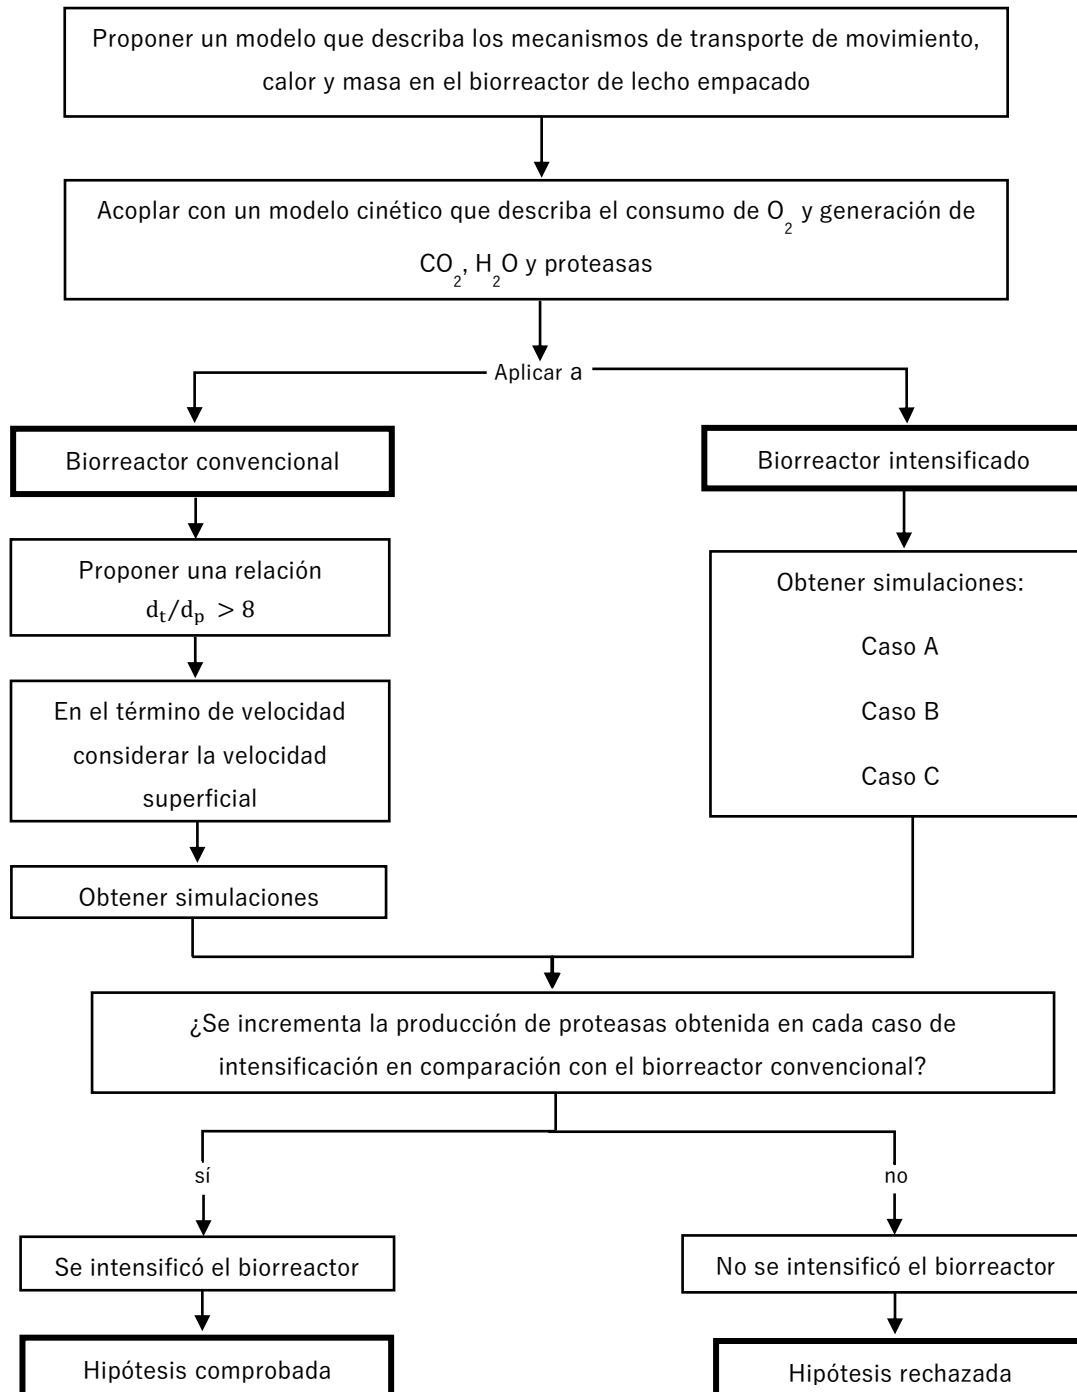 Proponer un modelo que describa los mecanismos de transporte de movimiento,
calor y masa en el biorreactor de lecho empacado
Acoplar con un modelo cinético que describa el consumo de O₂ y generación de
CO₂, H₂O y proteasas
Aplicar a
Biorreactor convencional
Biorreactor intensificado
Proponer una relación
dₜ/dₚ > 8
En el término de velocidad
considerar la velocidad
superficial
Obtener simulaciones
Obtener simulaciones:
Caso A
Caso B
Caso C
¿Se incrementa la producción de proteasas obtenida en cada caso de
intensificación en comparación con el biorreactor convencional?
sí
no
Se intensificó el biorreactor
No se intensificó el biorreactor
Hipótesis comprobada
Hipótesis rechazada